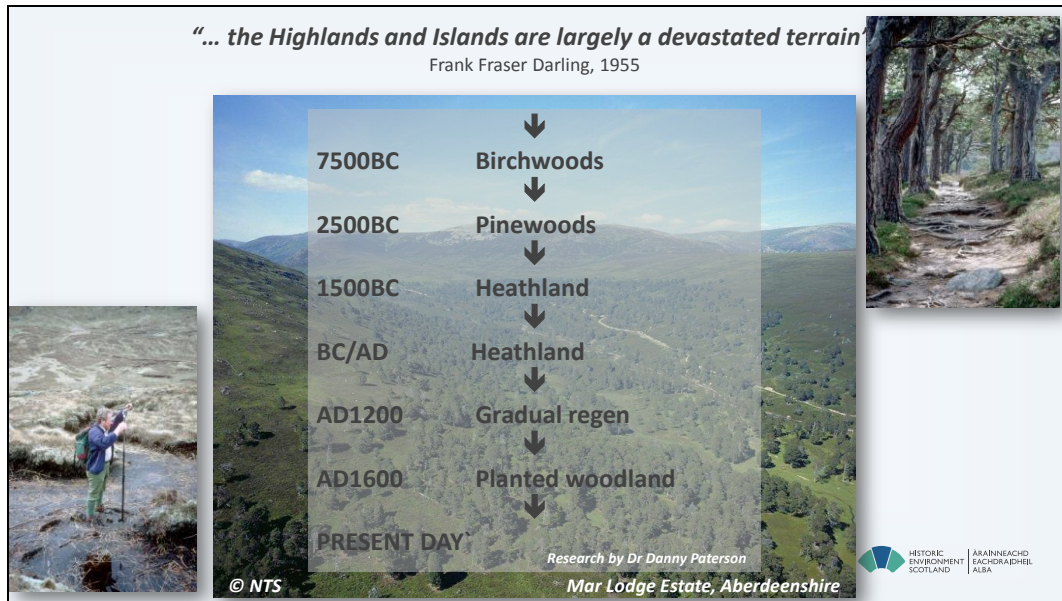 “… the Highlands and Islands are largely a devastated terrain’
Frank Fraser Darling, 1955
7500BC Birchwoods
2500BC Pinewoods
1500BC Heathland
BC/AD Heathland
AD1200 Gradual regen
AD1600 Planted woodland
PRESENT DAY`
Research by Dr Danny Paterson
© NTS Mar Lodge Estate, Aberdeenshire
HISTORIC ENVIRONMENT SCOTLAND
ÀRAINNEACHD EACHDRAIDHEIL ALBA